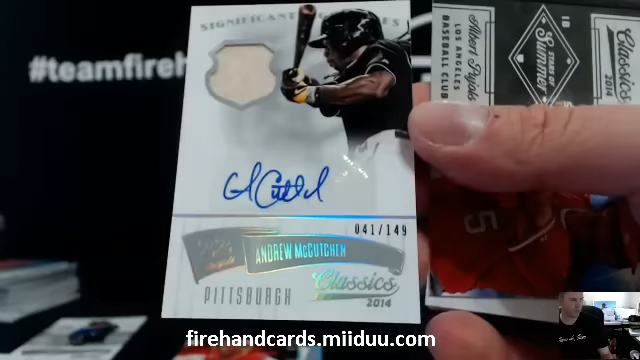 #teamfireh
SIGNIFICANT
041/149
ANDREW McCUTCHEN
PITTSBURGH
Classics
2014
Albert Pujols
LOS ANGELES
BASEBALL CLUB
STARS OF
Summer
Classics
2014
5
firehandcards.miiduu.com